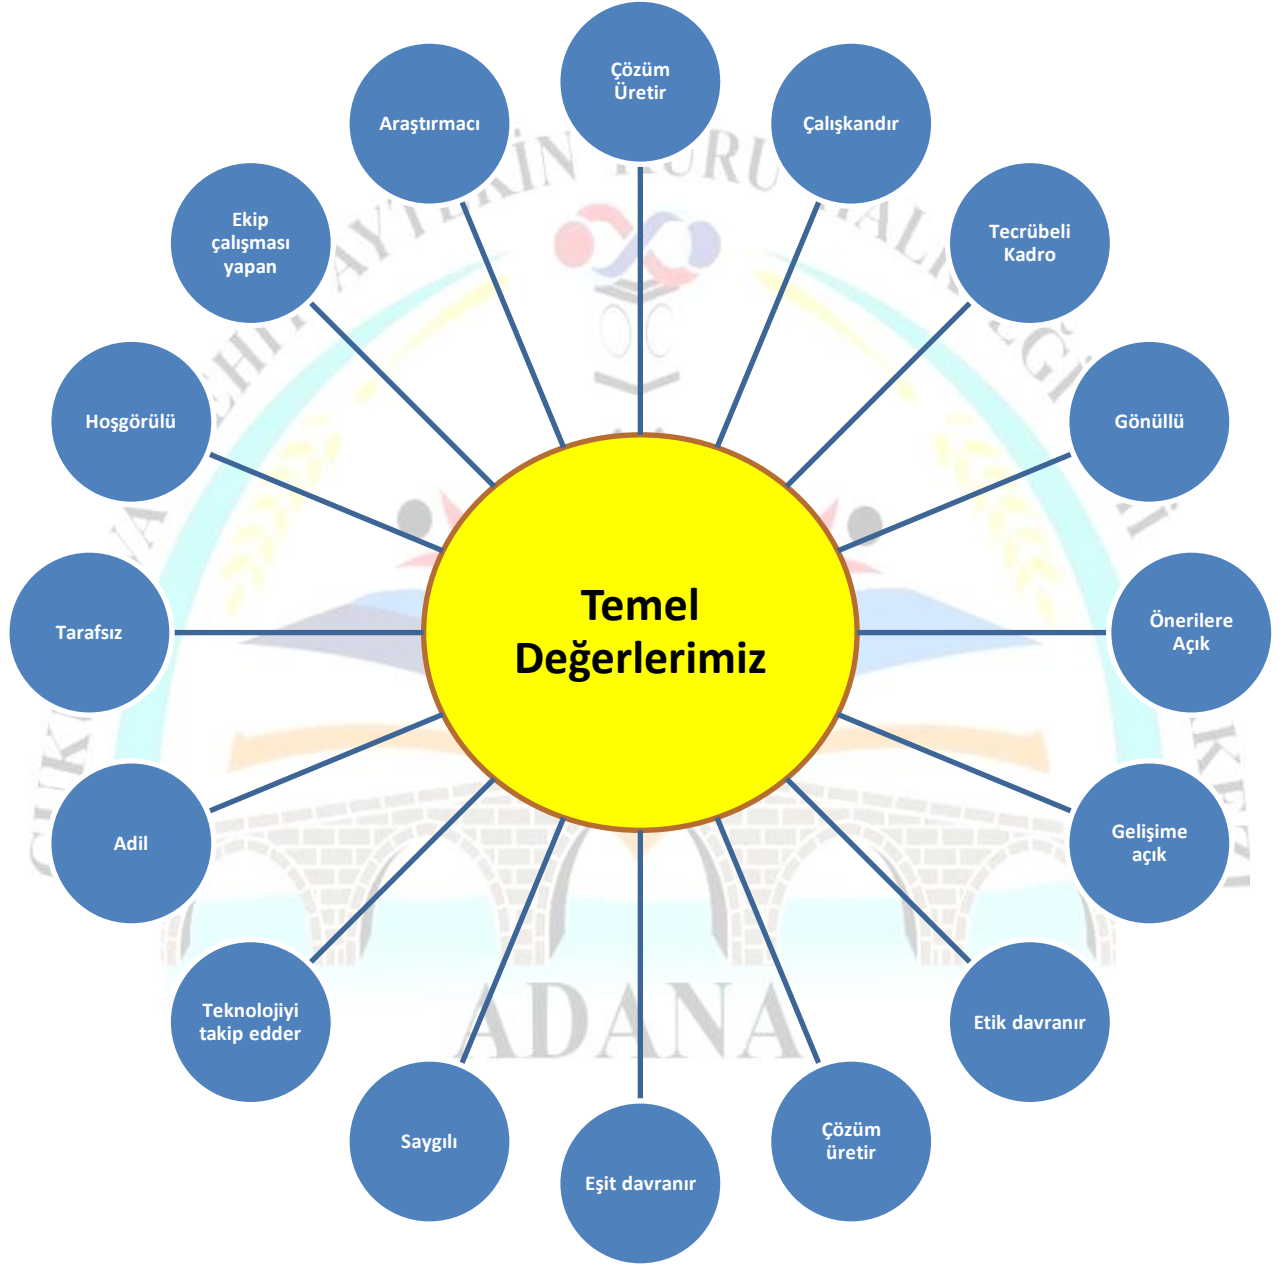 Temel
Değerlerimiz
Çözüm
Üretir
Çalışkandır
Tecrübeli
Kadro
Gönüllü
Önerilere
Açık
Gelişime
açık
Etik davranır
Çözüm
üretir
Eşit davranır
Saygılı
Teknolojiyi
takip edder
Adil
Tarafsız
Hoşgörülü
Ekip
çalışması
yapan
Araştırmacı
ADANA